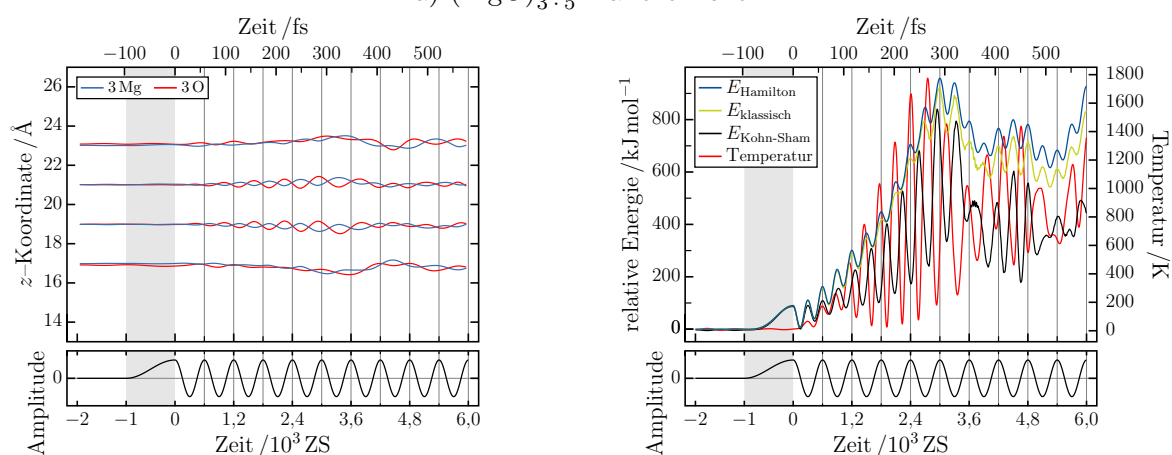 Zeit /fs
−100 0 100 200 300 400 500
26
24
22
20
18
16
14
z−Koordinate /Å
3 Mg 3 O
0
Amplitude
−2 −1 0 1,2 2,4 3,6 4,8 6,0
Zeit /10³ ZS
Zeit /fs
−100 0 100 200 300 400 500
800
600
400
200
0
relative Energie /kJ mol⁻¹
E_Hamilton
E_klassisch
E_Kohn-Sham
Temperatur
1800
1600
1400
1200
1000
800
600
400
200
0
Temperatur /K
0
Amplitude
−2 −1 0 1,2 2,4 3,6 4,8 6,0
Zeit /10³ ZS